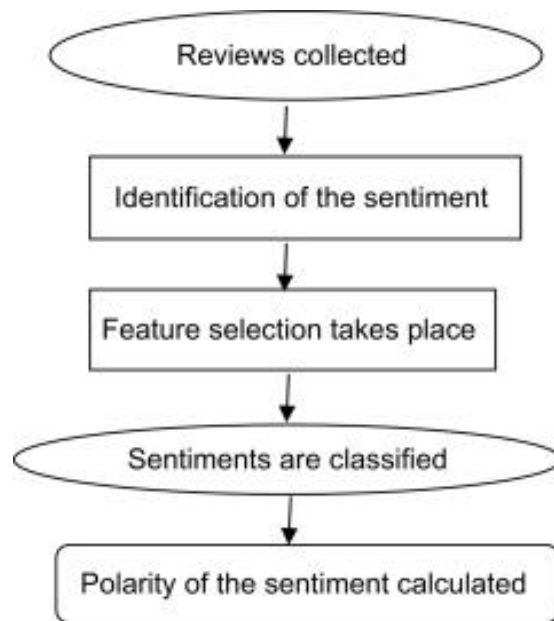 Reviews collected
Identification of the sentiment
Feature selection takes place
Sentiments are classified
Polarity of the sentiment calculated